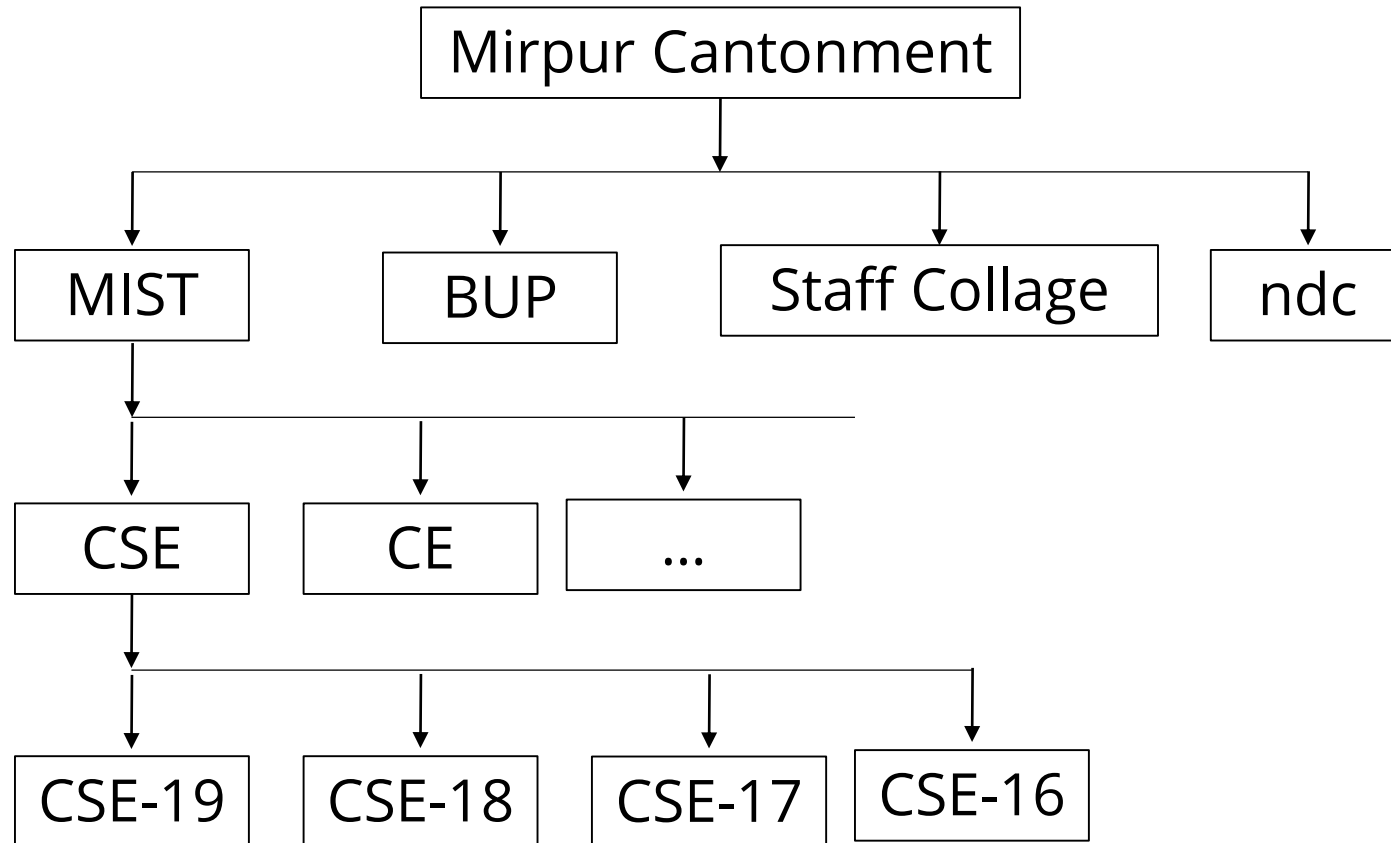 Mirpur Cantonment
MIST
BUP
Staff Collage
ndc
CSE
CE
...
CSE-19
CSE-18
CSE-17
CSE-16